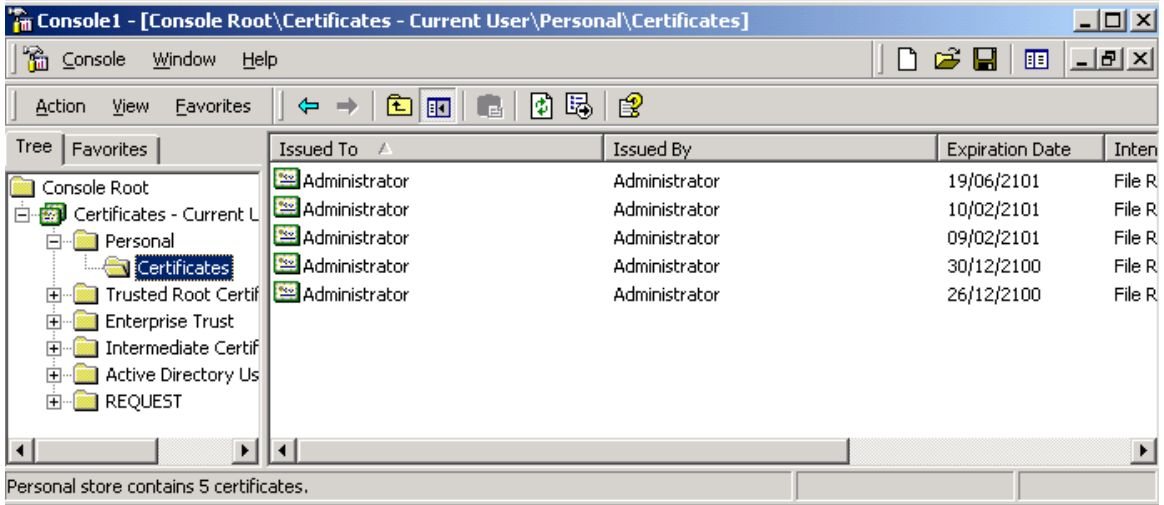 Console1 - [Console Root\Certificates - Current User\Personal\Certificates]
Console Window Help
Action View Favorites
Tree Favorites
Issued To Issued By Expiration Date Inten
Console Root
Certificates - Current L
Personal
Certificates
Trusted Root Certif
Enterprise Trust
Intermediate Certif
Active Directory Us
REQUEST
Administrator Administrator 19/06/2101 File R
Administrator Administrator 10/02/2101 File R
Administrator Administrator 09/02/2101 File R
Administrator Administrator 30/12/2100 File R
Administrator Administrator 26/12/2100 File R
Personal store contains 5 certificates.